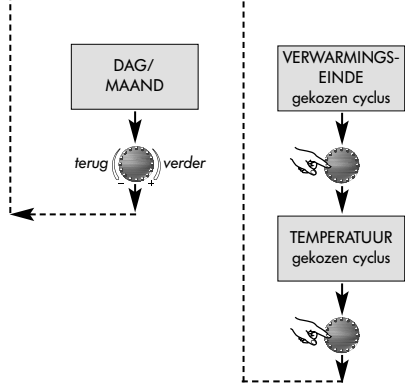 DAG/
MAAND
terug verder
- +
VERWARMINGS-
EINDE
gekozen cyclus
TEMPERATUUR
gekozen cyclus